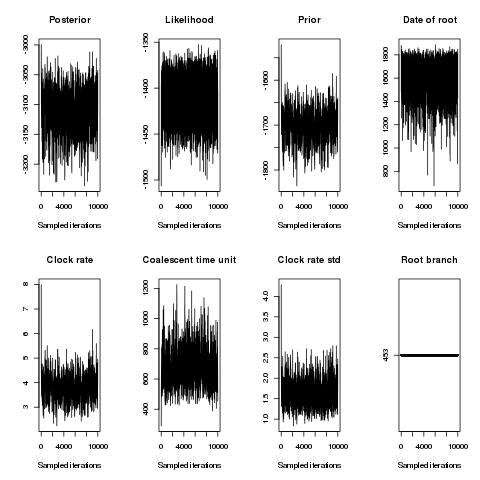 Posterior
Likelihood
Prior
Date of root
-3000
-3050
-3100
-3150
-3200
-1350
-1400
-1450
-1500
-1600
-1700
-1800
1800
1600
1400
1200
1000
800
0 4000 10000
0 4000 10000
0 4000 10000
0 4000 10000
Sampled iterations
Sampled iterations
Sampled iterations
Sampled iterations
Clock rate
Coalescent time unit
Clock rate std
Root branch
8
7
6
5
4
3
1200
1000
800
600
400
4.0
3.5
3.0
2.5
2.0
1.5
1.0
453
0 4000 10000
0 4000 10000
0 4000 10000
0 4000 10000
Sampled iterations
Sampled iterations
Sampled iterations
Sampled iterations